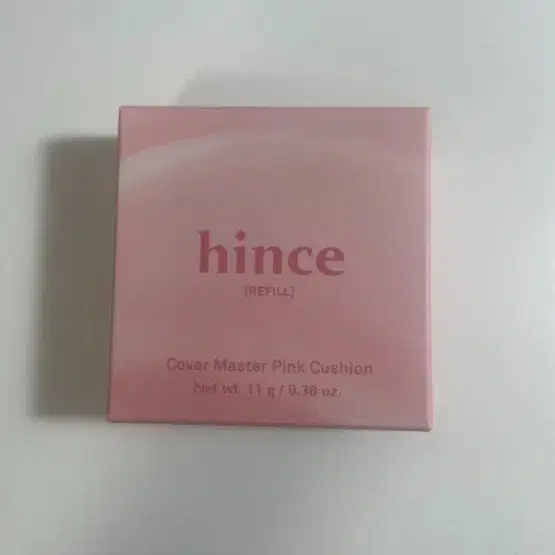 hince
[REFILL]
Cover Master Pink Cushion
Net wt. 11 g / 0.38 oz.